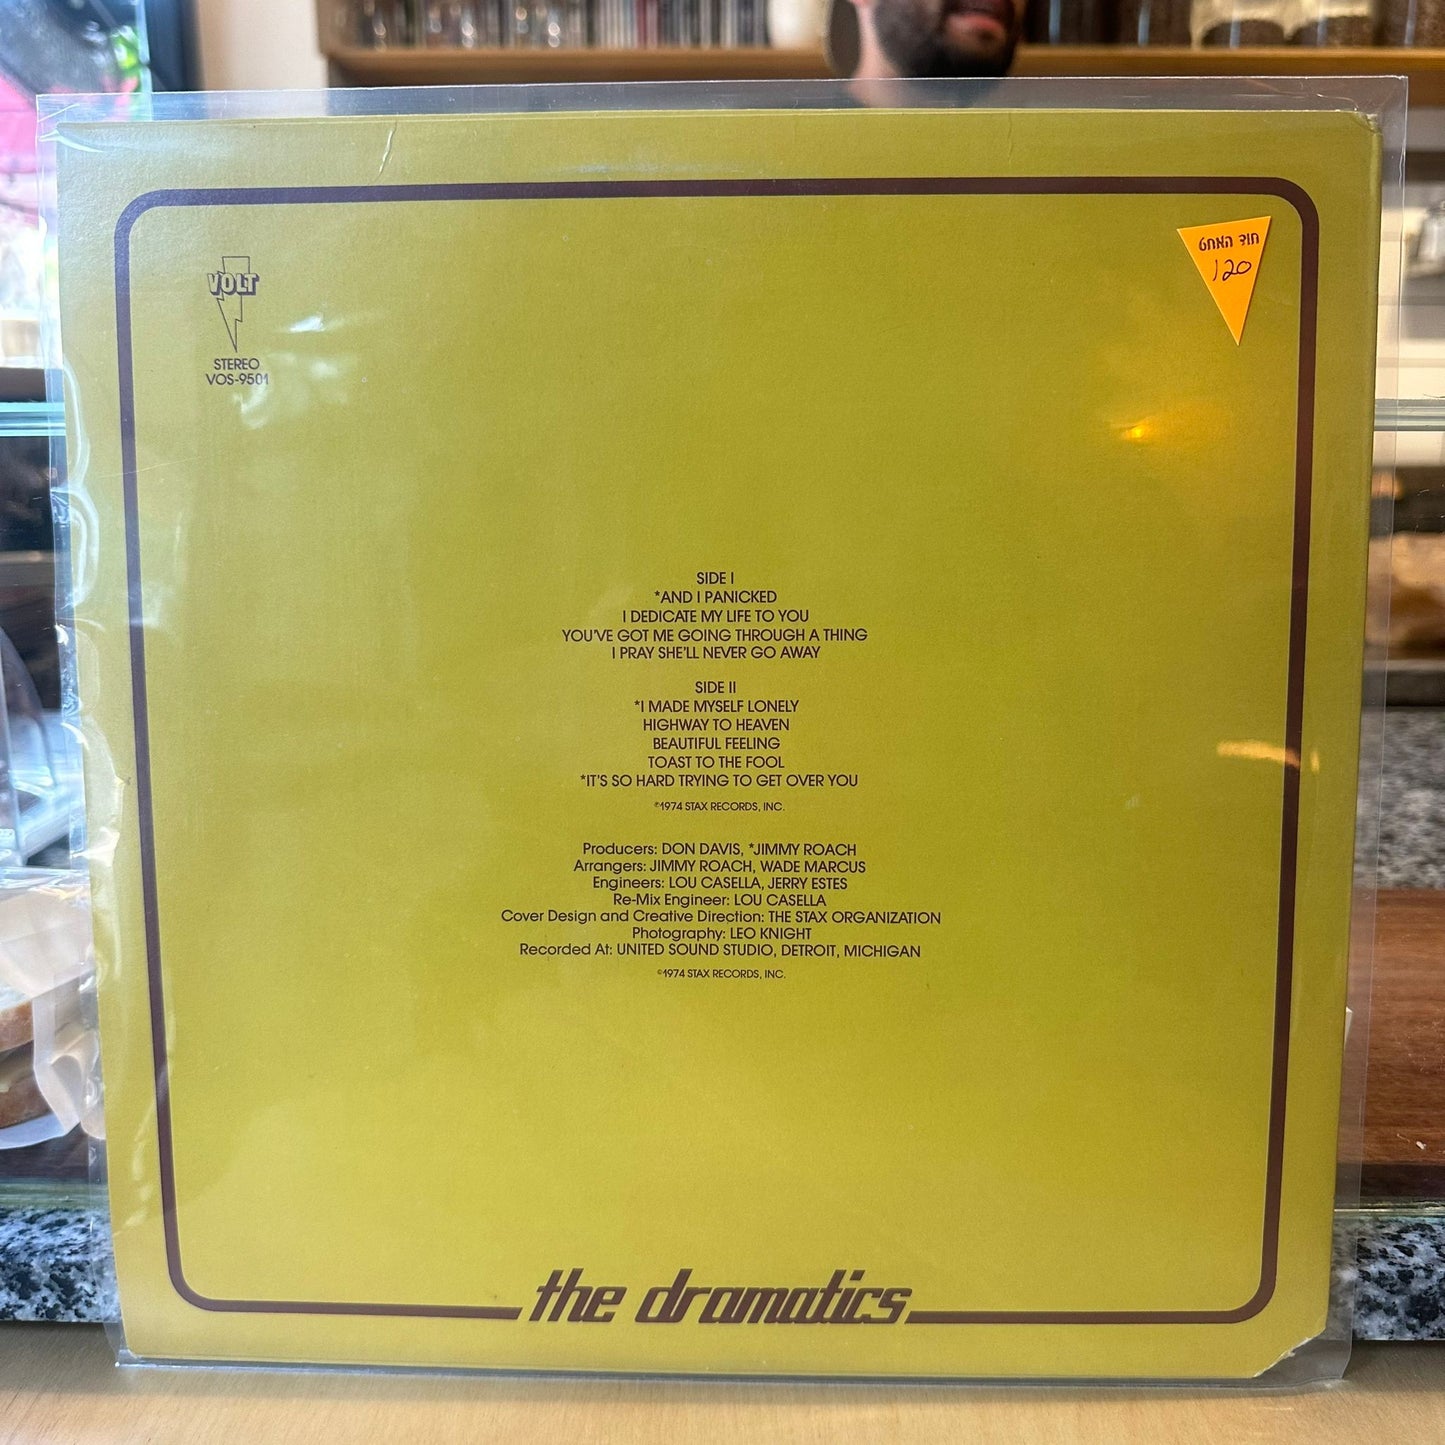 VOLT
STEREO
VOS-9501
חוד המחט
120
SIDE I
*AND I PANICKED
I DEDICATE MY LIFE TO YOU
YOU'VE GOT ME GOING THROUGH A THING
I PRAY SHE'LL NEVER GO AWAY
SIDE II
*I MADE MYSELF LONELY
HIGHWAY TO HEAVEN
BEAUTIFUL FEELING
TOAST TO THE FOOL
*IT'S SO HARD TRYING TO GET OVER YOU
℗1974 STAX RECORDS, INC.
Producers: DON DAVIS, *JIMMY ROACH
Arrangers: JIMMY ROACH, WADE MARCUS
Engineers: LOU CASELLA, JERRY ESTES
Re-Mix Engineer: LOU CASELLA
Cover Design and Creative Direction: THE STAX ORGANIZATION
Photography: LEO KNIGHT
Recorded At: UNITED SOUND STUDIO, DETROIT, MICHIGAN
©1974 STAX RECORDS, INC.
the dramatics